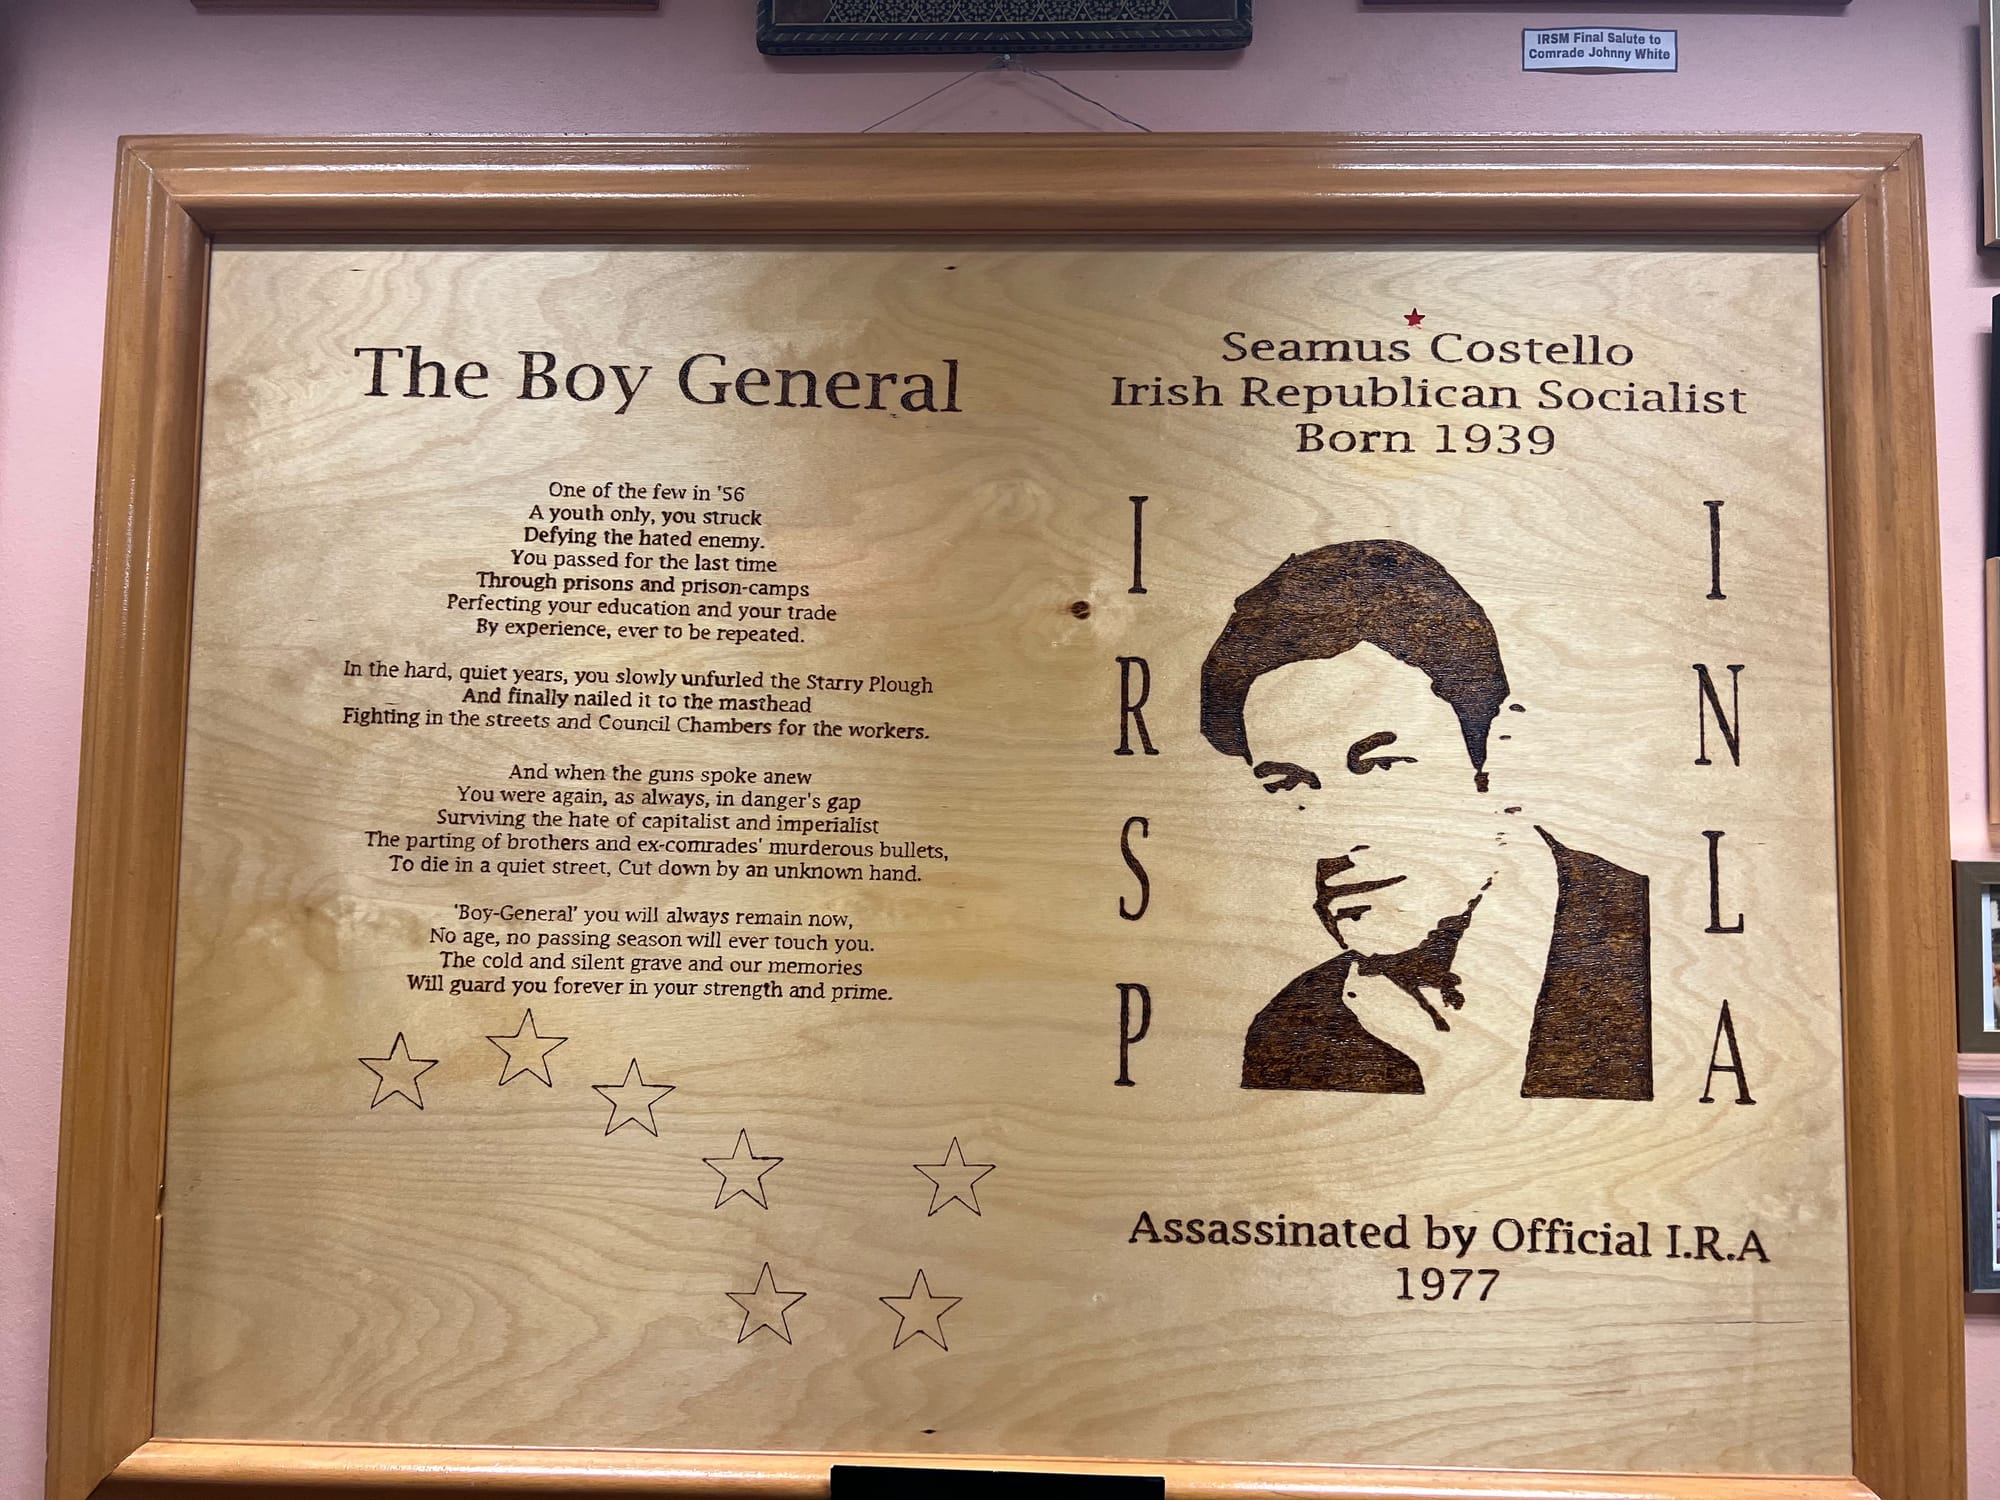 IRSM Final Salute to
Comrade Johnny White
The Boy General
One of the few in '56
A youth only, you struck
Defying the hated enemy.
You passed for the last time
Through prisons and prison-camps
Perfecting your education and your trade
By experience, ever to be repeated.
In the hard, quiet years, you slowly unfurled the Starry Plough
And finally nailed it to the masthead
Fighting in the streets and Council Chambers for the workers.
And when the guns spoke anew
You were again, as always, in danger's gap
Surviving the hate of capitalist and imperialist
The parting of brothers and ex-comrades' murderous bullets,
To die in a quiet street, Cut down by an unknown hand.
'Boy-General' you will always remain now,
No age, no passing season will ever touch you.
The cold and silent grave and our memories
Will guard you forever in your strength and prime.
Seamus Costello
Irish Republican Socialist
Born 1939
I
R
S
P
I
N
L
A
Assassinated by Official I.R.A
1977